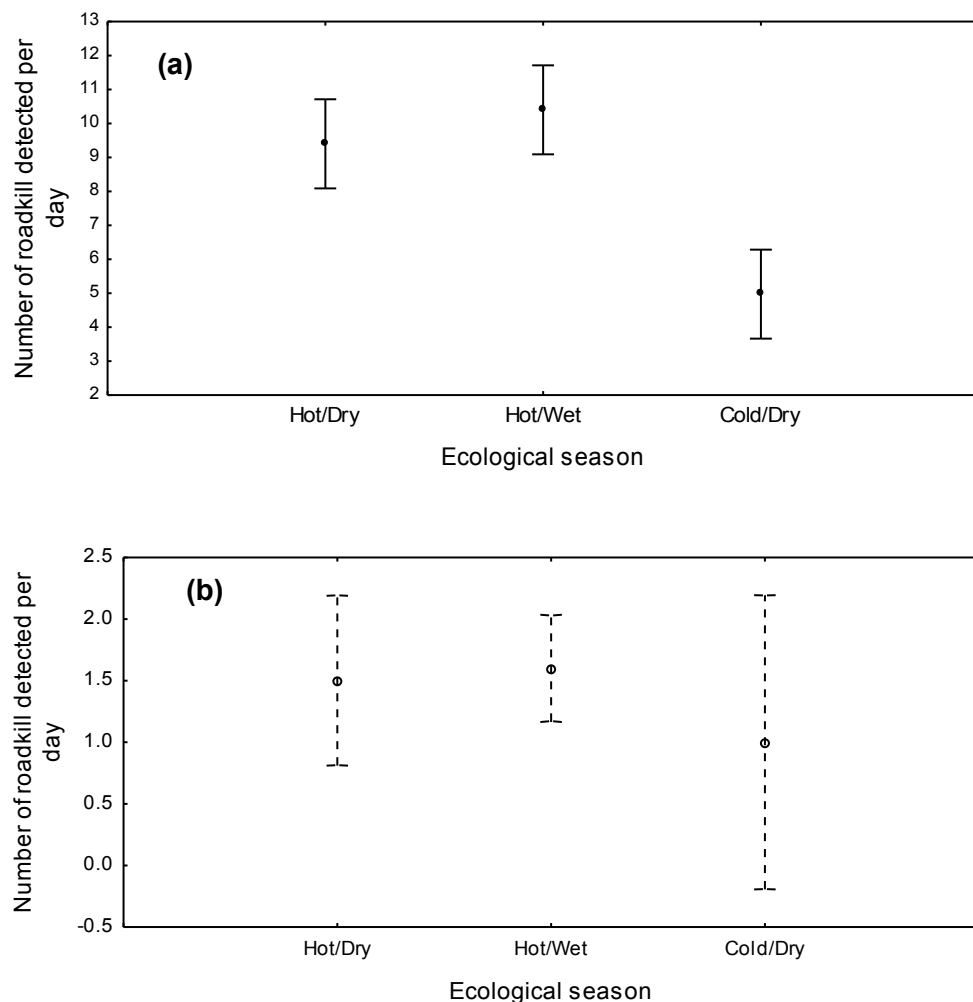 13
12
11
10
9
8
7
6
5
4
3
2
Number of roadkill detected per
day
(a)
Hot/Dry Hot/Wet Cold/Dry
Ecological season
2.5
2.0
1.5
1.0
0.5
0.0
-0.5
Number of roadkill detected per
day
(b)
Hot/Dry Hot/Wet Cold/Dry
Ecological season